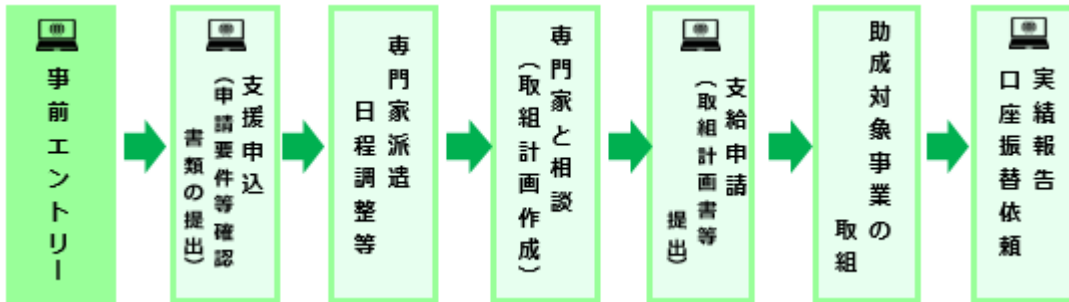 事前エントリー
支援申込
（申請要件等確認
書類の提出）
専門家派遣
日程調整等
専門家と相談
（取組計画作成）
支給申請
（取組計画書等
提出）
助成対象事業の
取組
実績報告
口座振替依頼